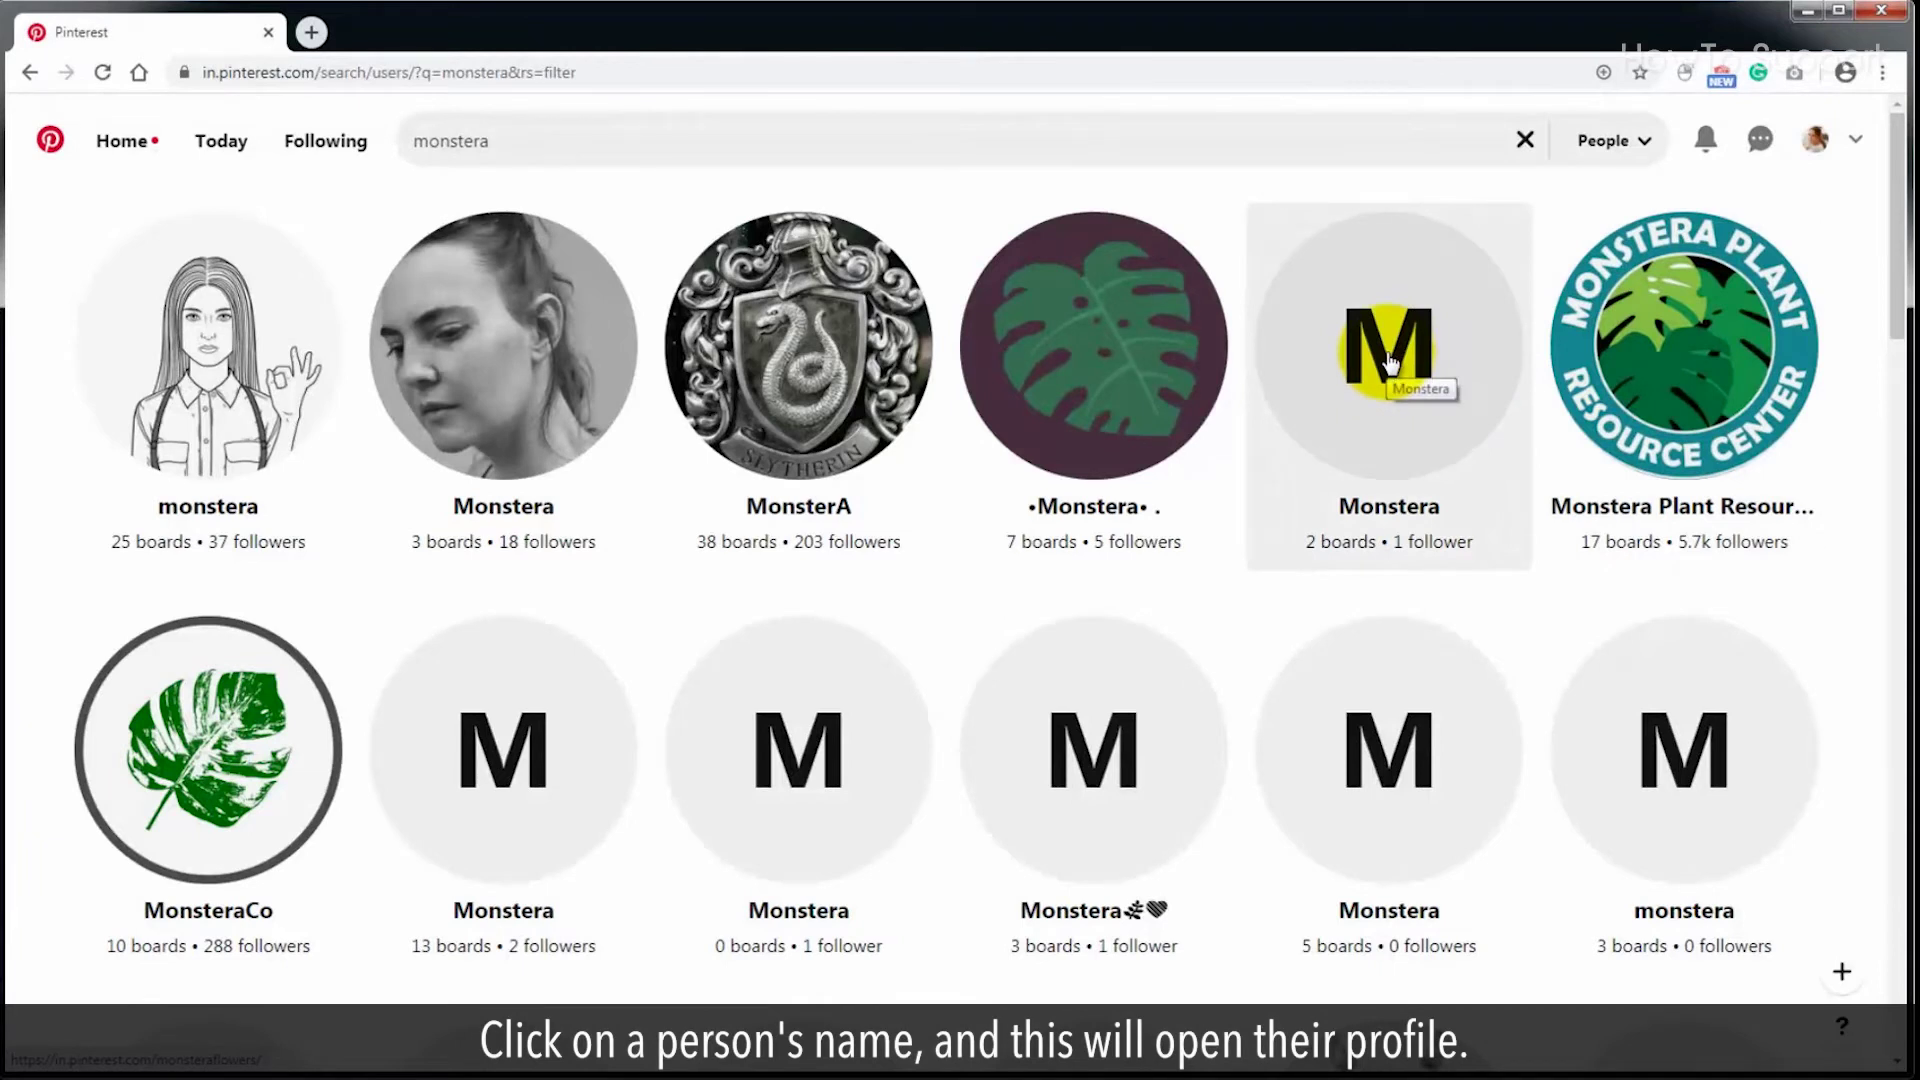 Pinterest
HowTo Support
in.pinterest.com/search/users/?q=monstera&rs=filter
NEW
Home
Today
Following
monstera
People
M
Monstera
SLYTHERIN
MONSTERA PLANT
RESOURCE CENTER
monstera
Monstera
MonsterA
•Monstera• .
Monstera
Monstera Plant Resour...
25 boards • 37 followers
3 boards • 18 followers
38 boards • 203 followers
7 boards • 5 followers
2 boards • 1 follower
17 boards • 5.7k followers
M
M
M
M
M
MonsteraCo
Monstera
Monstera
Monstera🌿💗
Monstera
monstera
10 boards • 288 followers
13 boards • 2 followers
0 boards • 1 follower
3 boards • 1 follower
5 boards • 0 followers
3 boards • 0 followers
Click on a person's name, and this will open their profile.
?
https://in.pinterest.com/monsteraflowers/